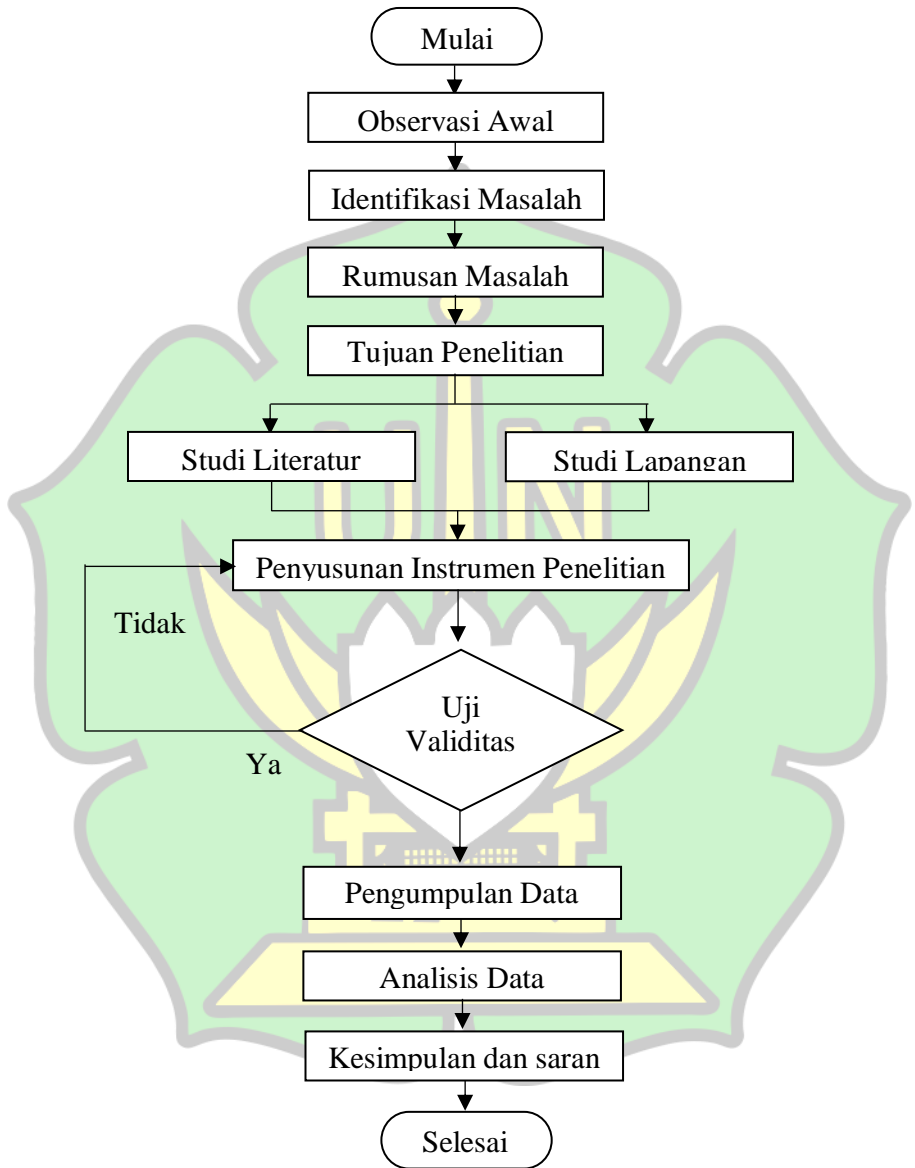 Mulai
Observasi Awal
Identifikasi Masalah
Rumusan Masalah
Tujuan Penelitian
Studi Literatur
Studi Lapangan
UIN
Penyusunan Instrumen Penelitian
Tidak
Uji
Validitas
Ya
Pengumpulan Data
Analisis Data
Kesimpulan dan saran
Selesai